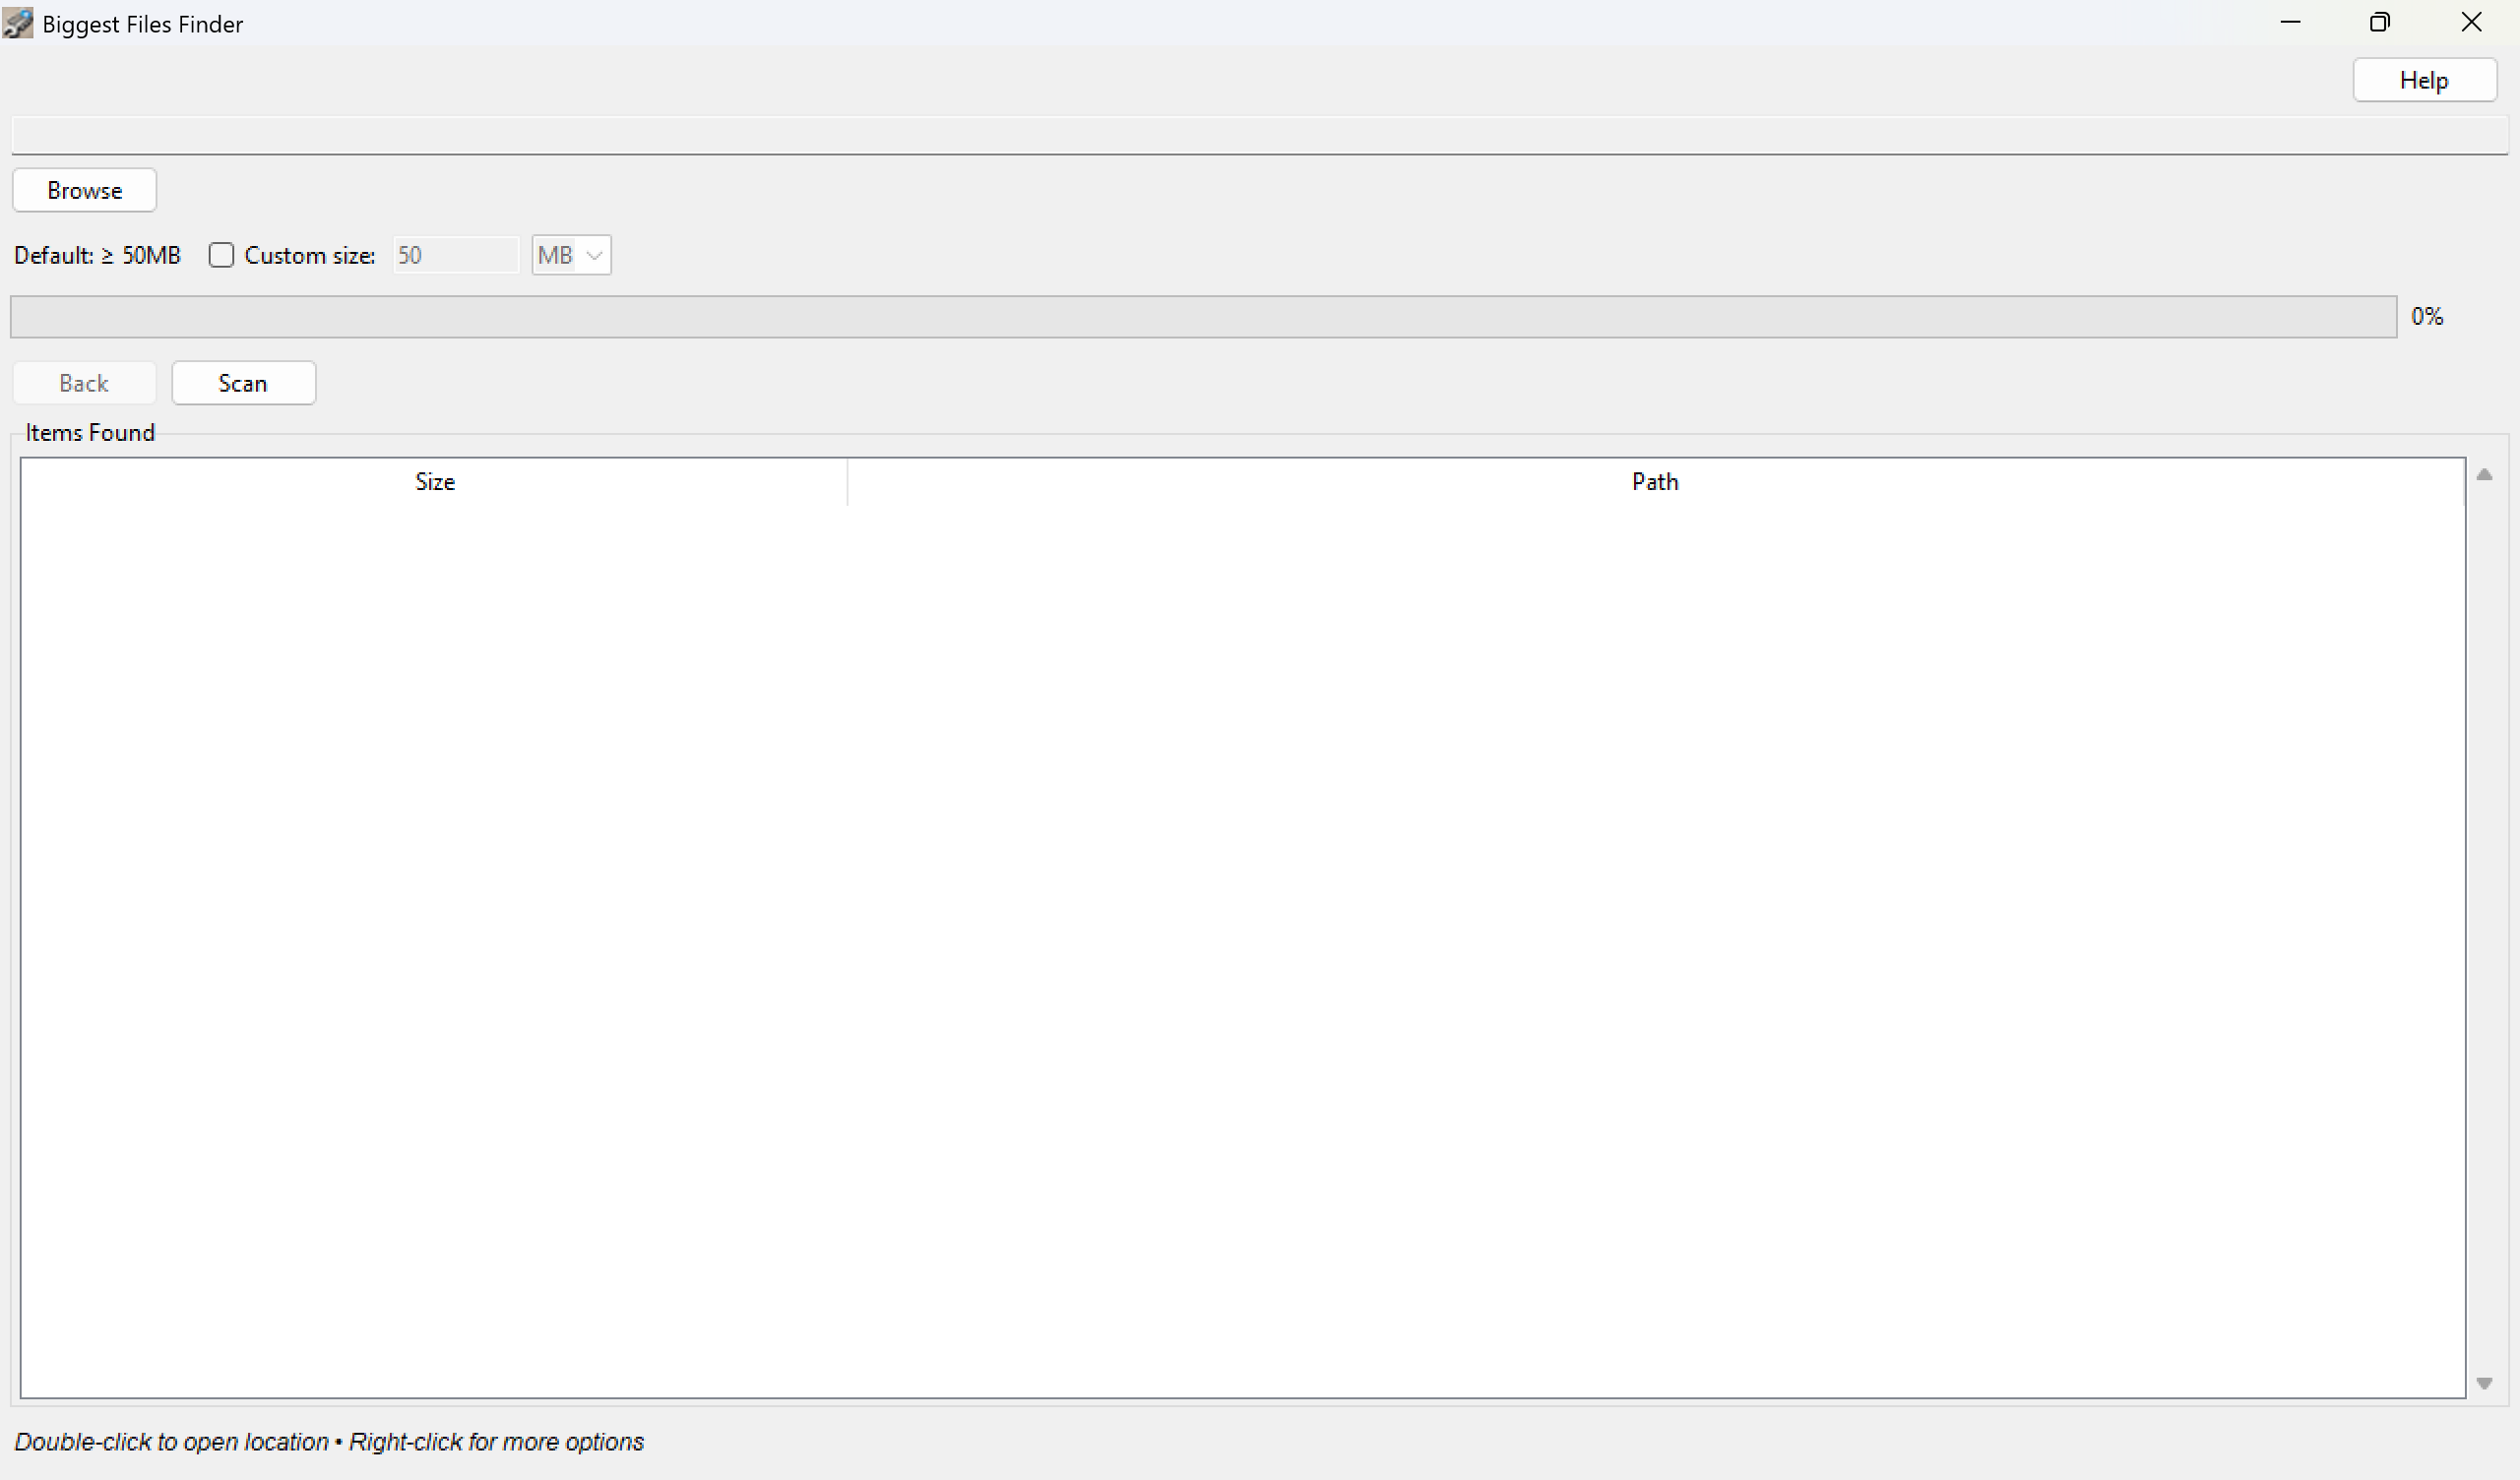 Biggest Files Finder
Help
Browse
Default: ≥ 50MB Custom size: 50 MB
0%
Back Scan
Items Found
Size Path
Double-click to open location • Right-click for more options